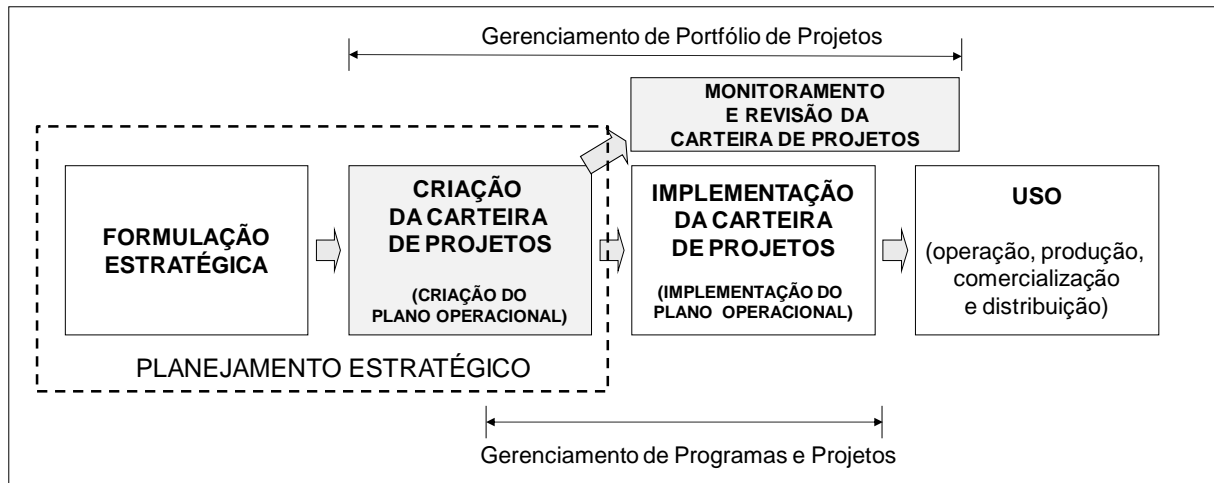 Gerenciamento de Portfólio de Projetos
MONITORAMENTO
E REVISÃO DA
CARTEIRA DE PROJETOS
FORMULAÇÃO
ESTRATÉGICA
CRIAÇÃO
DA CARTEIRA
DE PROJETOS
(CRIAÇÃO DO
PLANO OPERACIONAL)
IMPLEMENTAÇÃO
DA CARTEIRA
DE PROJETOS
(IMPLEMENTAÇÃO DO
PLANO OPERACIONAL)
USO
(operação, produção,
comercialização
e distribuição)
PLANEJAMENTO ESTRATÉGICO
Gerenciamento de Programas e Projetos